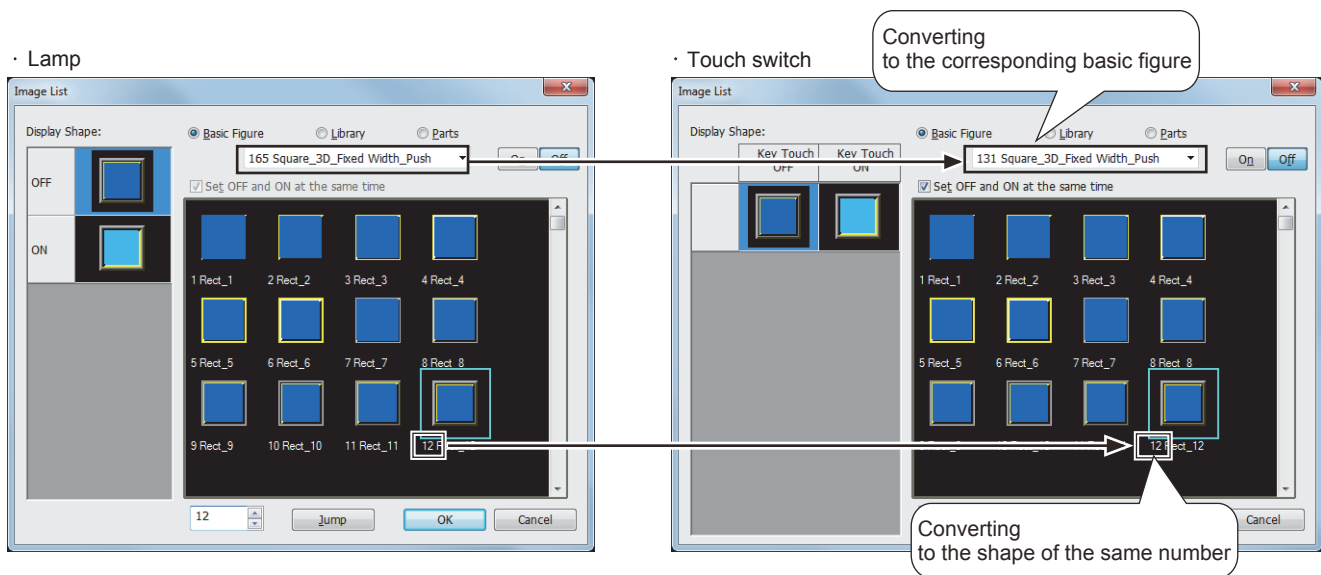 · Lamp
Image List
Display Shape:
Basic Figure
Library
Parts
165 Square_3D_Fixed Width_Push
Off
Set OFF and ON at the same time
OFF
ON
1 Rect_1
2 Rect_2
3 Rect_3
4 Rect_4
5 Rect_5
6 Rect_6
7 Rect_7
8 Rect_8
9 Rect_9
10 Rect_10
11 Rect_11
12
12
Jump
OK
Cancel
· Touch switch
Converting
to the corresponding basic figure
Image List
Display Shape:
Basic Figure
Library
Parts
Key Touch
OFF
Key Touch
ON
131 Square_3D_Fixed Width_Push
On
Off
Set OFF and ON at the same time
1 Rect_1
2 Rect_2
3 Rect_3
4 Rect_4
5 Rect_5
6 Rect_6
7 Rect_7
8 Rect_8
12 Rect_12
Cancel
Converting
to the shape of the same number